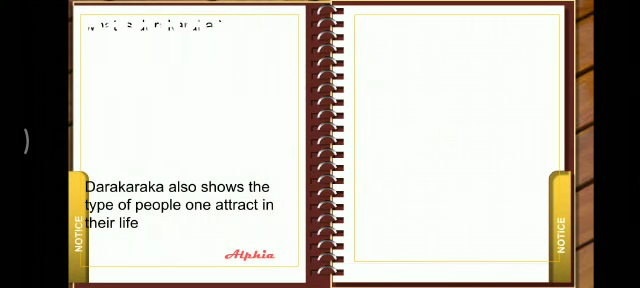 Darakaraka also shows the
type of people one attract in
their life
Alphia
NOTICE
NOTICE